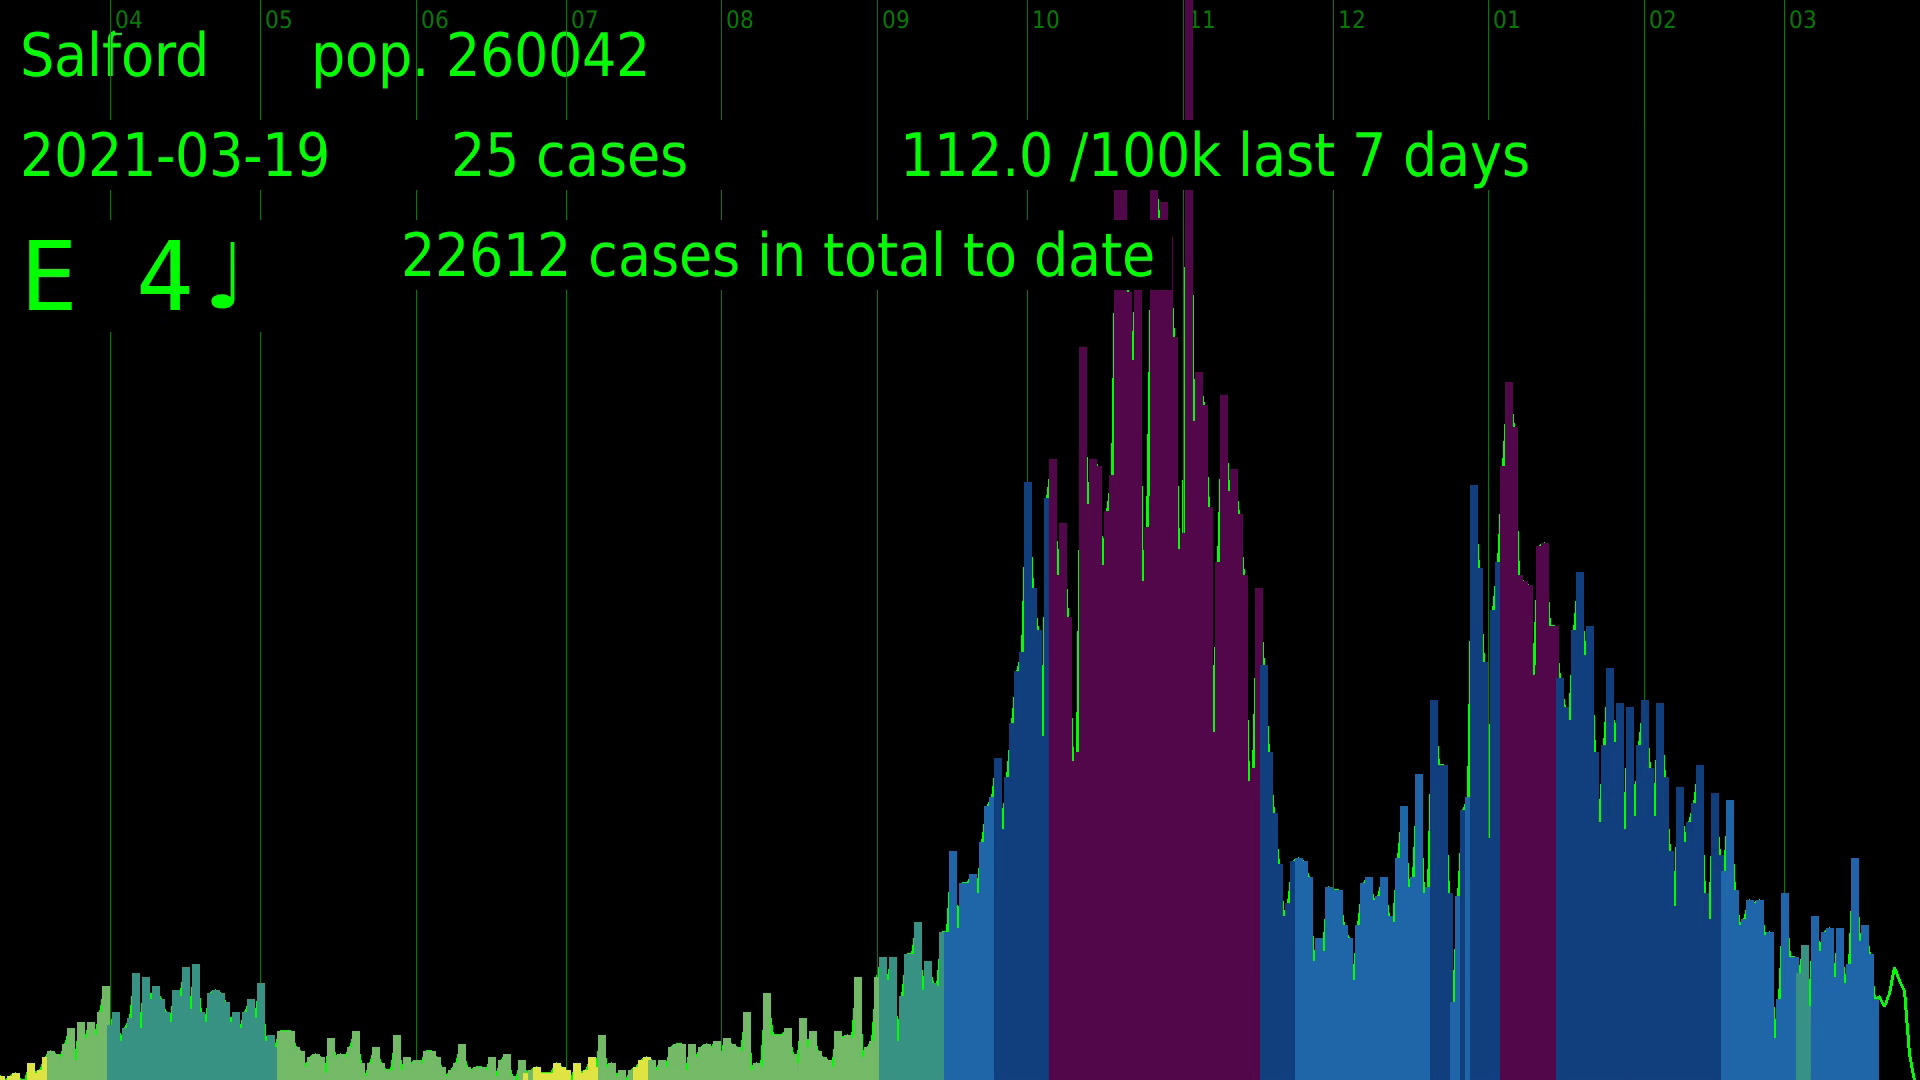 04 05 06 07 08 09 10 11 12 01 02 03
Salford pop. 260042
2021-03-19 25 cases 112.0 /100k last 7 days
E 4♩ 22612 cases in total to date